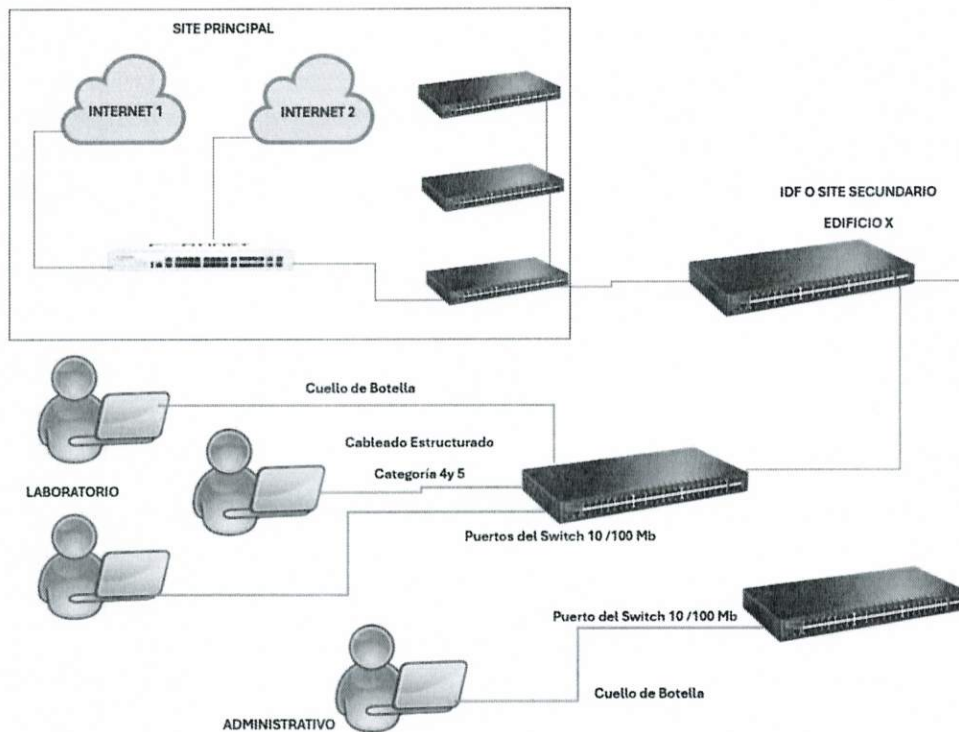 SITE PRINCIPAL
INTERNET 1
INTERNET 2
IDF O SITE SECUNDARIO
EDIFICIO X
Cuello de Botella
Cableado Estructurado
Categoría 4y 5
LABORATORIO
Puertos del Switch 10 /100 Mb
Puerto del Switch 10 /100 Mb
Cuello de Botella
ADMINISTRATIVO